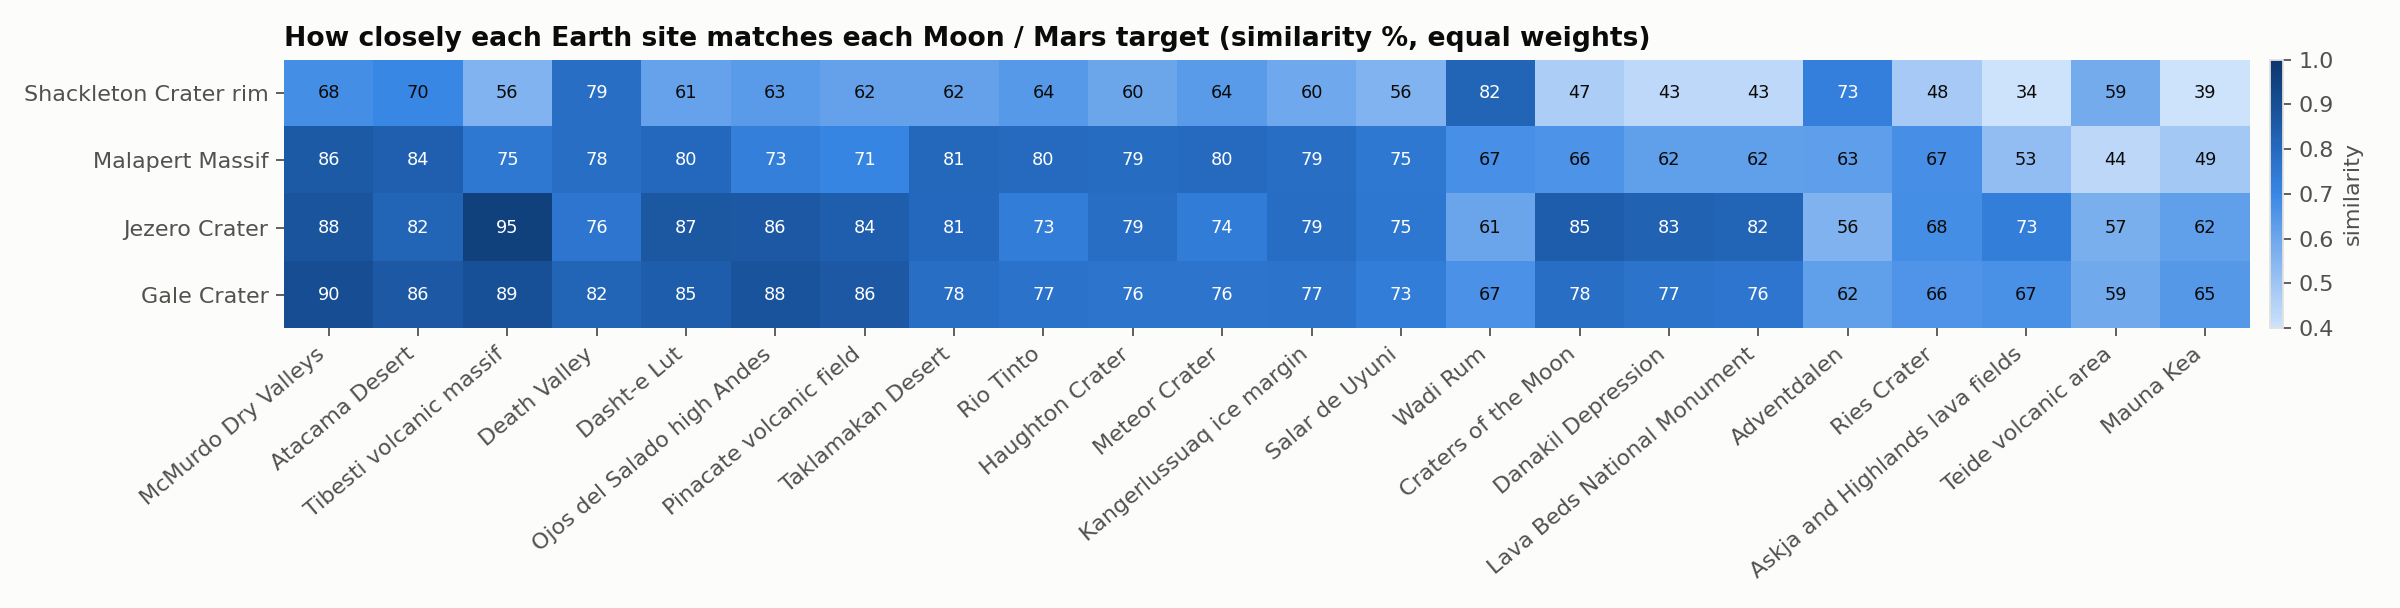 How closely each Earth site matches each Moon / Mars target (similarity %, equal weights)
Shackleton Crater rim 68 70 56 79 61 63 62 62 64 60 64 60 56 82 47 43 43 73 48 34 59 39
Malapert Massif 86 84 75 78 80 73 71 81 80 79 80 79 75 67 66 62 62 63 67 53 44 49
Jezero Crater 88 82 95 76 87 86 84 81 73 79 74 79 75 61 85 83 82 56 68 73 57 62
Gale Crater 90 86 89 82 85 88 86 78 77 76 76 77 73 67 78 77 76 62 66 67 59 65
McMurdo Dry Valleys
Atacama Desert
Tibesti volcanic massif
Death Valley
Dasht-e Lut
Ojos del Salado high Andes
Pinacate volcanic field
Taklamakan Desert
Rio Tinto
Haughton Crater
Meteor Crater
Kangerlussuaq ice margin
Salar de Uyuni
Wadi Rum
Craters of the Moon
Danakil Depression
Lava Beds National Monument
Adventdalen
Ries Crater
Askja and Highlands lava fields
Teide volcanic area
Mauna Kea
1.0
0.9
0.8
0.7
0.6
0.5
0.4
similarity